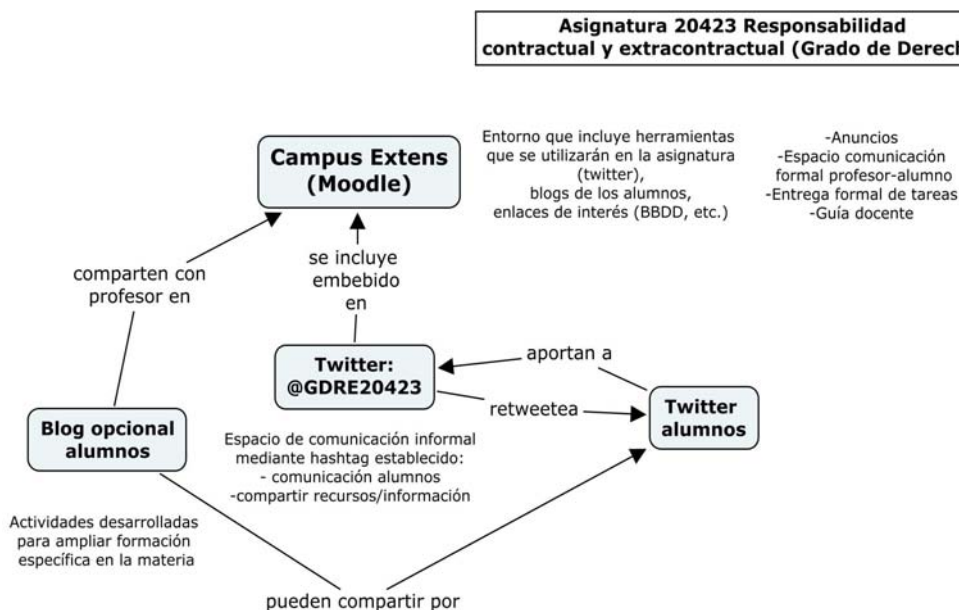 Asignatura 20423 Responsabilidad
contractual y extracontractual (Grado de Derech
Campus Extens
(Moodle)
Entorno que incluye herramientas
que se utilizarán en la asignatura
(twitter),
blogs de los alumnos,
enlaces de interés (BBDD, etc.)
-Anuncios
-Espacio comunicación
formal profesor-alumno
-Entrega formal de tareas
-Guía docente
comparten con
profesor en
se incluye
embebido
en
Twitter:
@GDRE20423
aportan a
retweetea
Twitter
alumnos
Blog opcional
alumnos
Espacio de comunicación informal
mediante hashtag establecido:
- comunicación alumnos
-compartir recursos/información
Actividades desarrolladas
para ampliar formación
específica en la materia
pueden compartir por